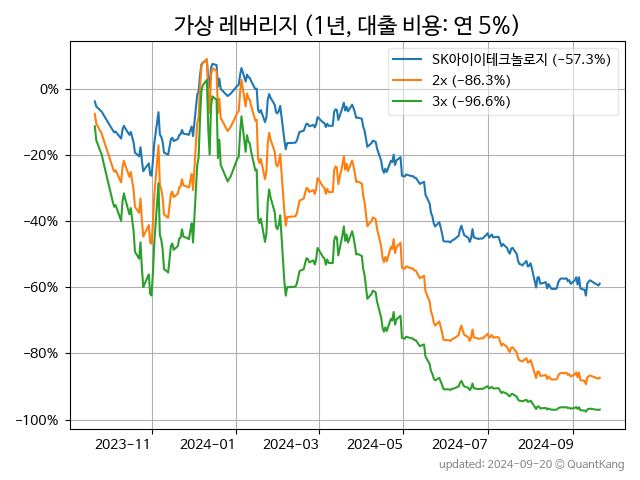 가상 레버리지 (1년, 대출 비용: 연 5%)
SK아이이테크놀로지 (−57.3%)
2x (−86.3%)
3x (−96.6%)
0%
−20%
−40%
−60%
−80%
−100%
2023-11 2024-01 2024-03 2024-05 2024-07 2024-09
updated: 2024-09-20 © QuantKang